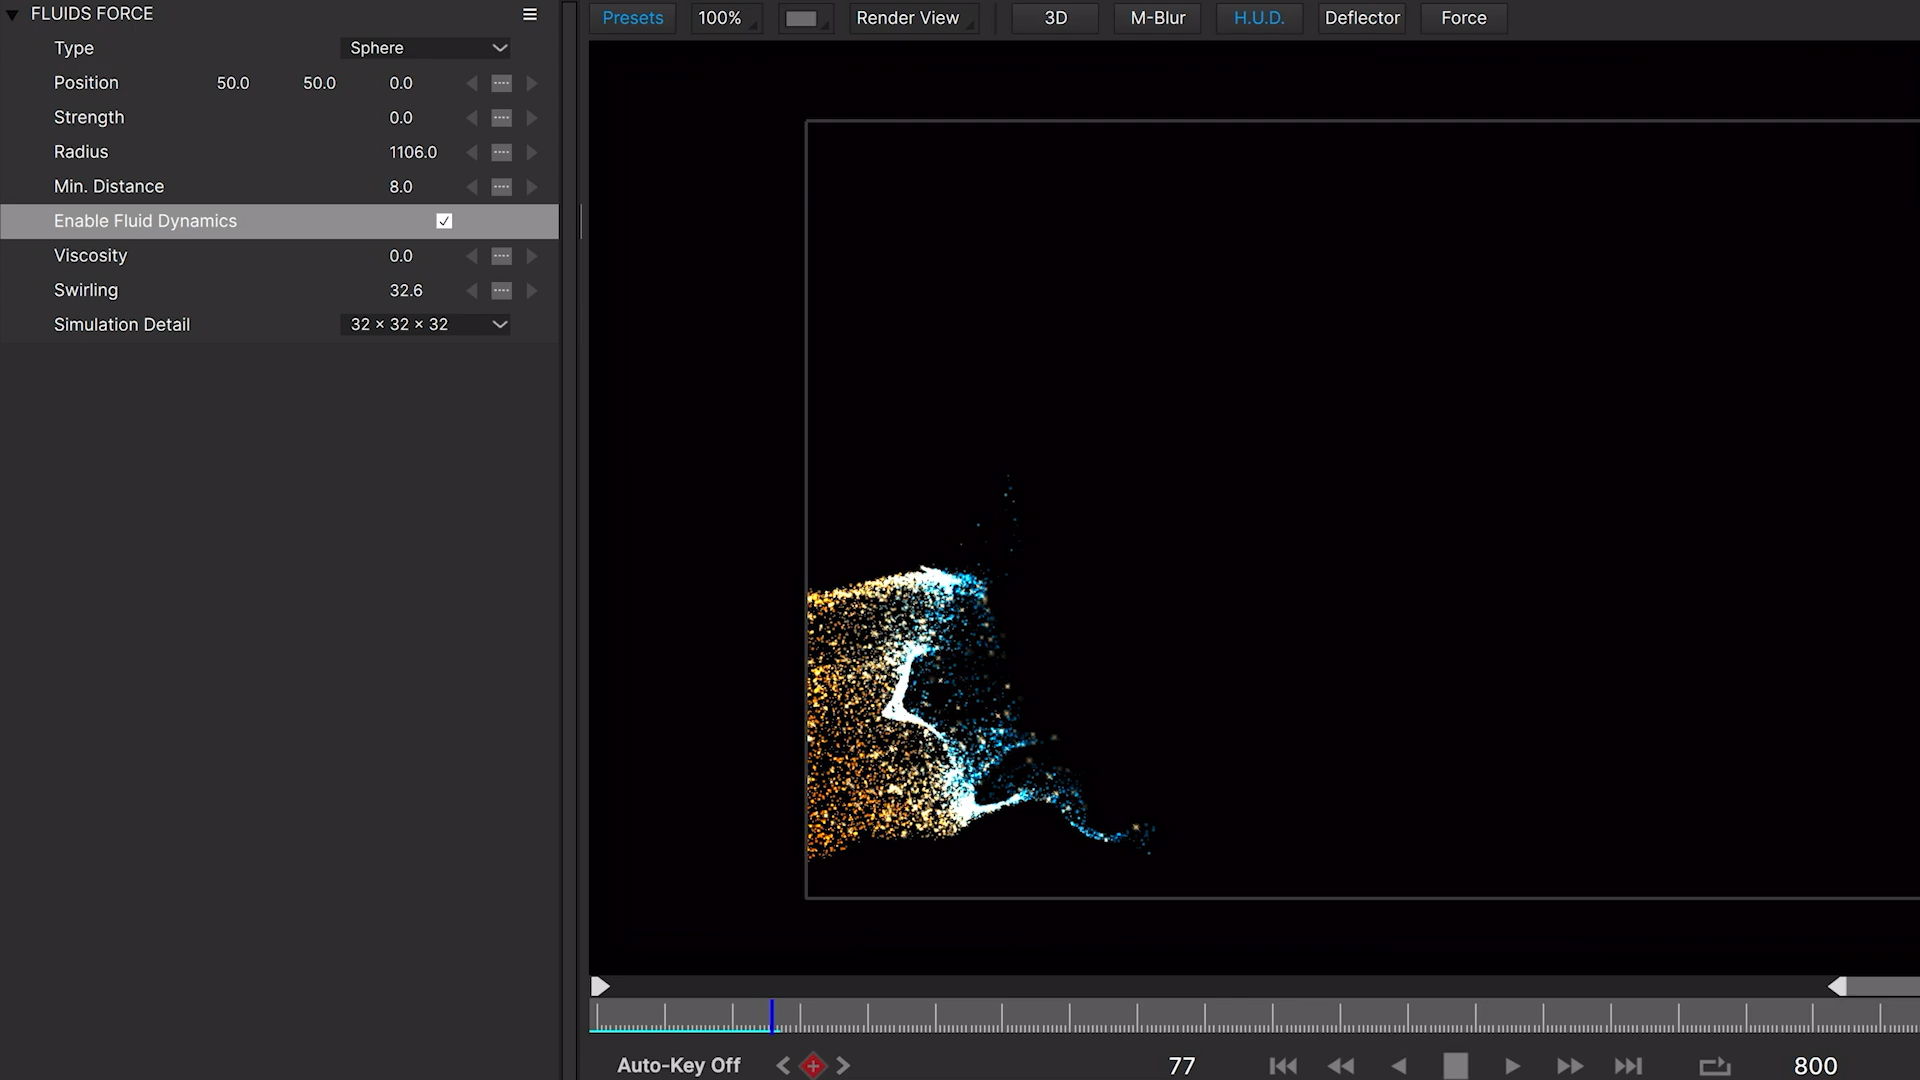 FLUIDS FORCE
Type Sphere
Position 50.0 50.0 0.0
Strength 0.0
Radius 1106.0
Min. Distance 8.0
Enable Fluid Dynamics
Viscosity 0.0
Swirling 32.6
Simulation Detail 32 × 32 × 32
Presets 100% Render View 3D M-Blur H.U.D. Deflector Force
Auto-Key Off 77 800